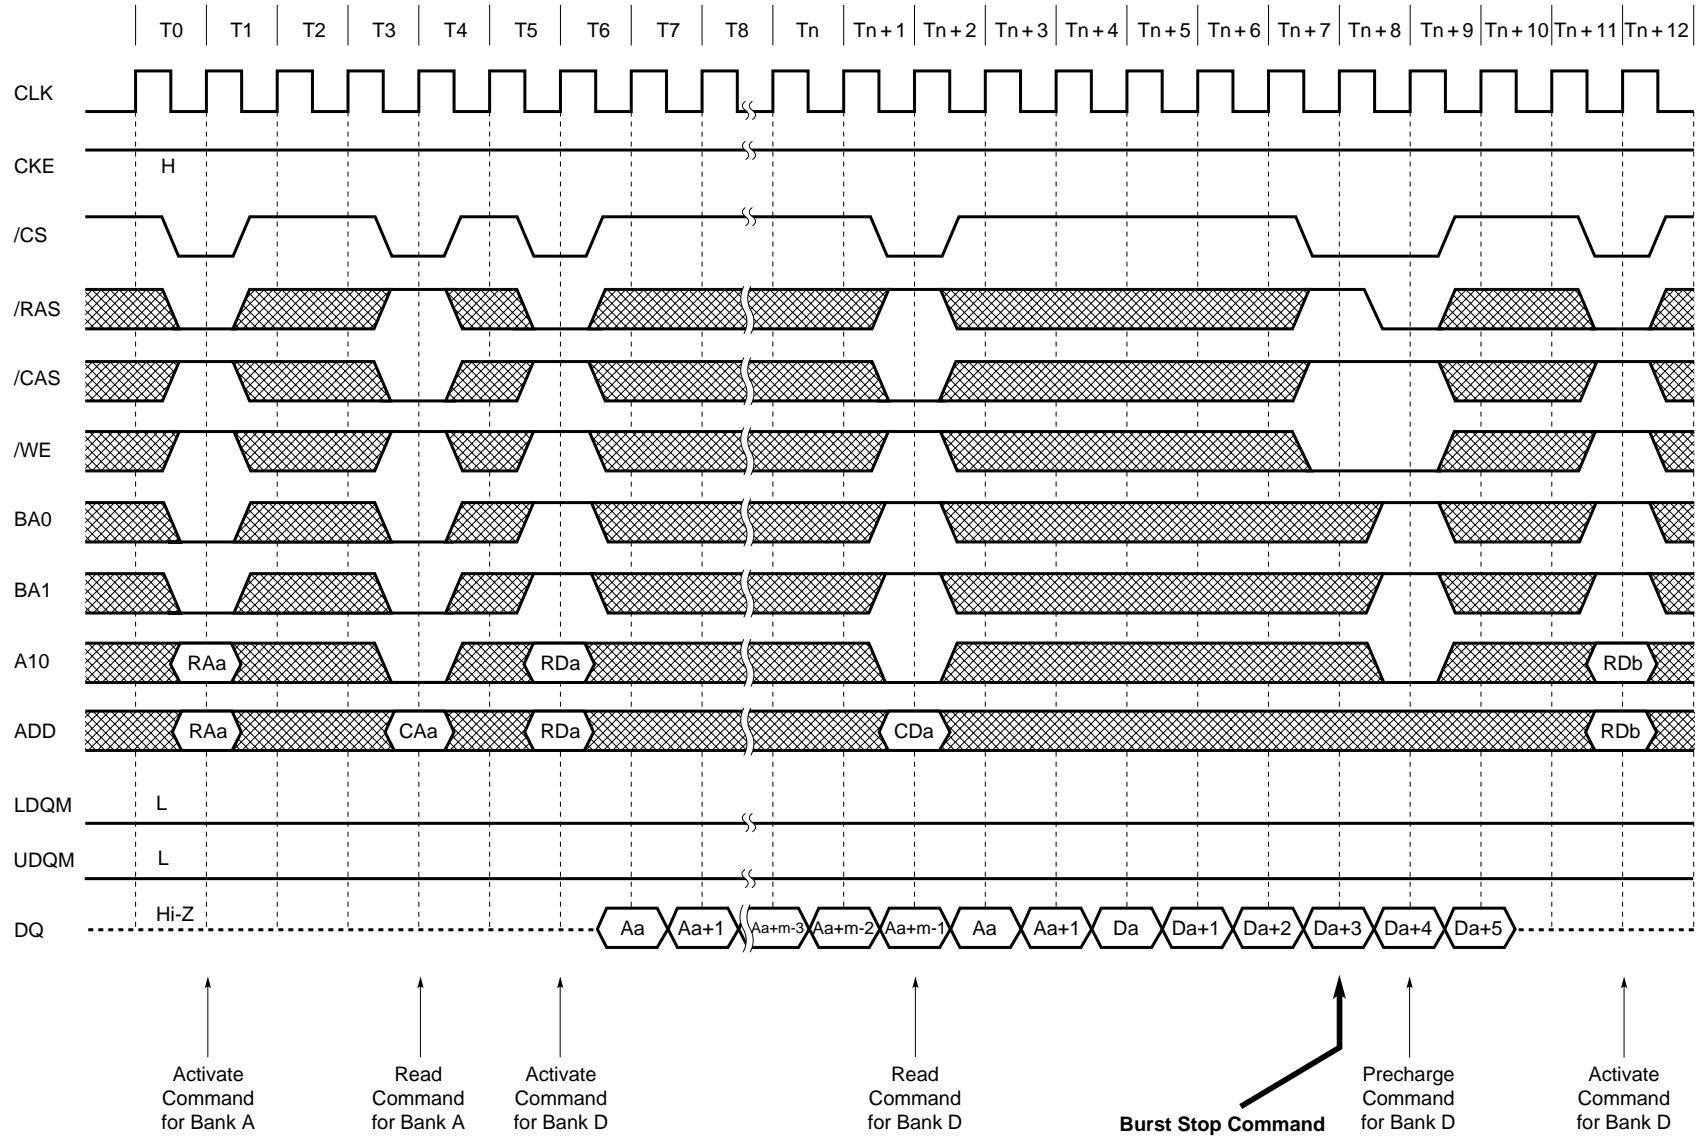 T0 T1 T2 T3 T4 T5 T6 T7 T8 Tn Tn + 1 Tn + 2 Tn + 3 Tn + 4 Tn + 5 Tn + 6 Tn + 7 Tn + 8 Tn + 9 Tn + 10 Tn + 11 Tn + 12
CLK
CKE H
/CS
/RAS
/CAS
/WE
BA0
BA1
A10 RAa RDa RDb
ADD RAa CAa RDa CDa RDb
LDQM L
UDQM L
DQ Hi-Z Aa Aa+1 Aa+m-3 Aa+m-2 Aa+m-1 Aa Aa+1 Da Da+1 Da+2 Da+3 Da+4 Da+5
Activate
Command
for Bank A
Read
Command
for Bank A
Activate
Command
for Bank D
Read
Command
for Bank D
Burst Stop Command
Precharge
Command
for Bank D
Activate
Command
for Bank D